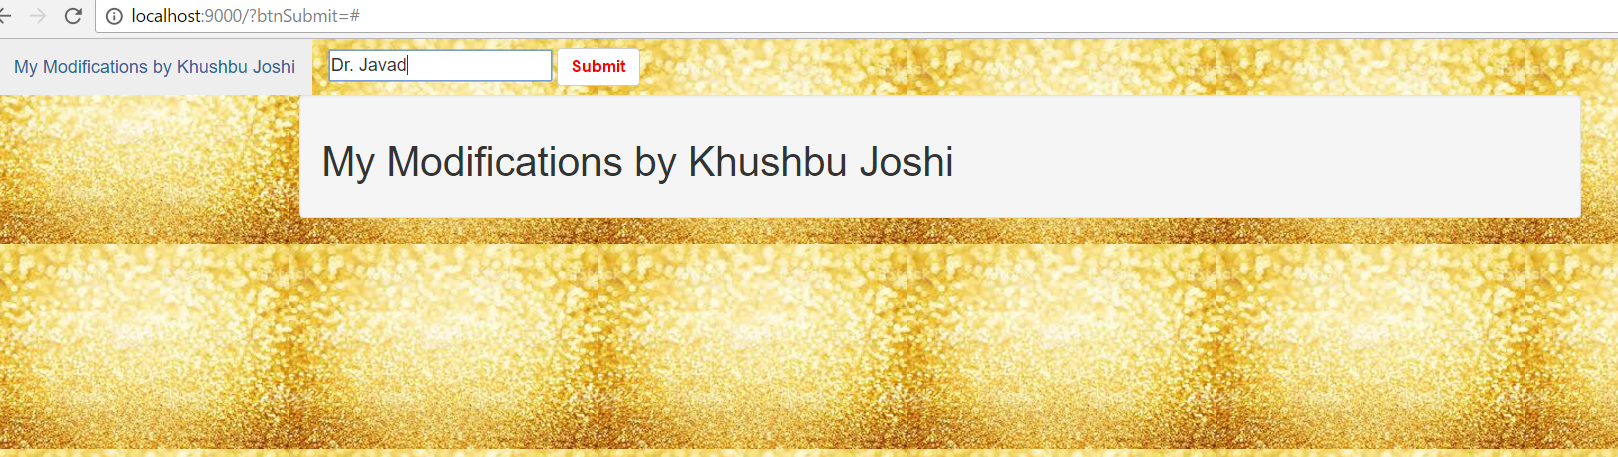 localhost:9000/?btnSubmit=#
My Modifications by Khushbu Joshi
Dr. Javad
Submit
My Modifications by Khushbu Joshi